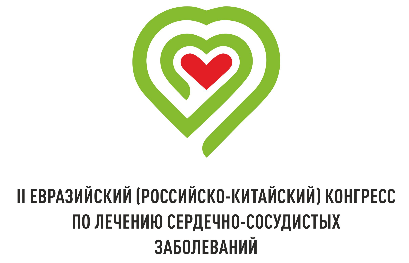 II ЕВРАЗИЙСКИЙ (РОССИЙСКО-КИТАЙСКИЙ) КОНГРЕСС
ПО ЛЕЧЕНИЮ СЕРДЕЧНО-СОСУДИСТЫХ
ЗАБОЛЕВАНИЙ